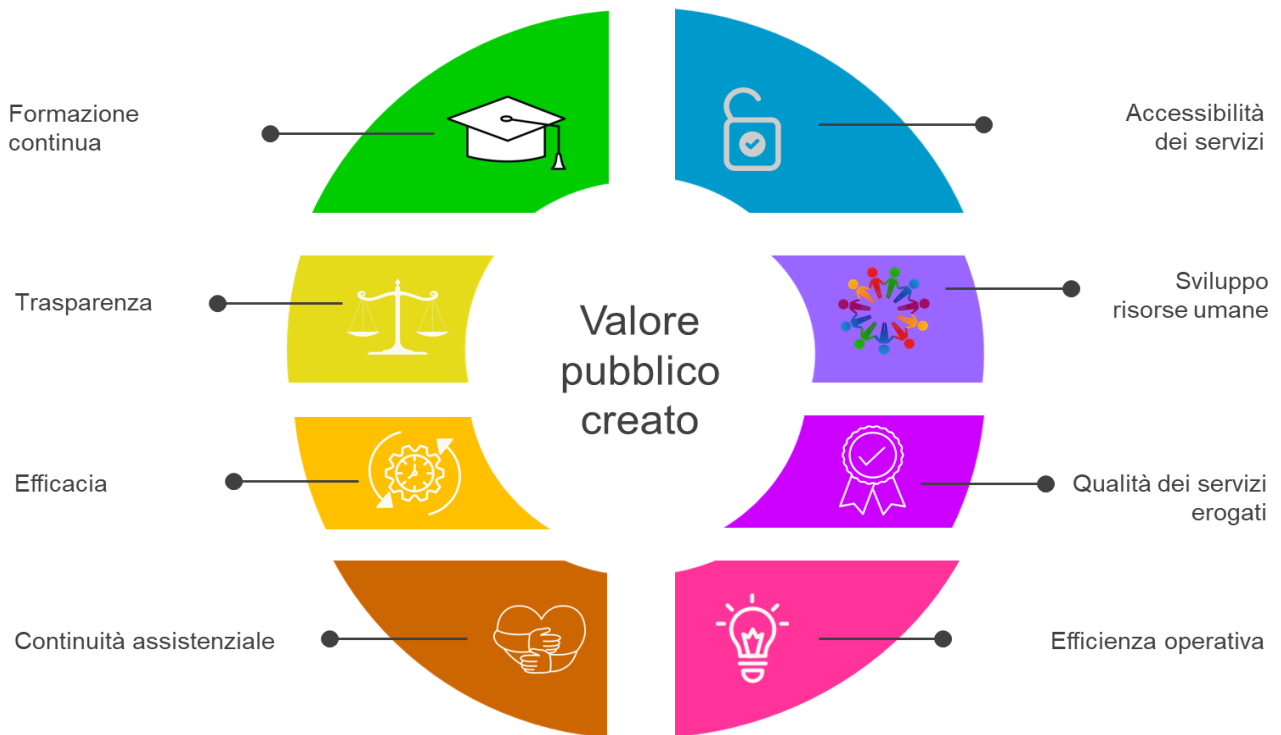 Formazione
continua
Accessibilità
dei servizi
Trasparenza
Sviluppo
risorse umane
Valore
pubblico
creato
Efficacia
Qualità dei servizi
erogati
Continuità assistenziale
Efficienza operativa